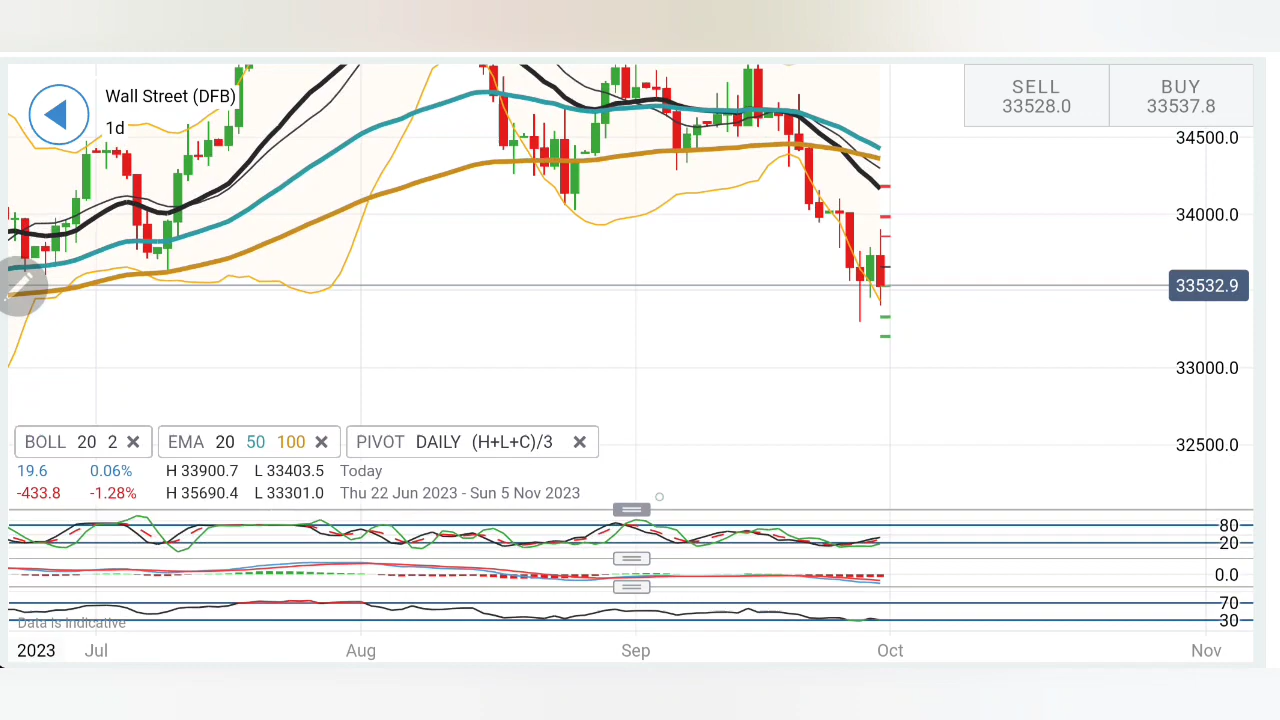 Wall Street (DFB)
1d
SELL BUY
33528.0 33537.8
34500.0
34000.0
33532.9
33000.0
32500.0
BOLL 20 2 EMA 20 50 100 PIVOT DAILY (H+L+C)/3
19.6 0.06% H 33900.7 L 33403.5 Today
-433.8 -1.28% H 35690.4 L 33301.0 Thu 22 Jun 2023 - Sun 5 Nov 2023
80
20
0.0
70
30
Data is indicative
2023 Jul Aug Sep Oct Nov